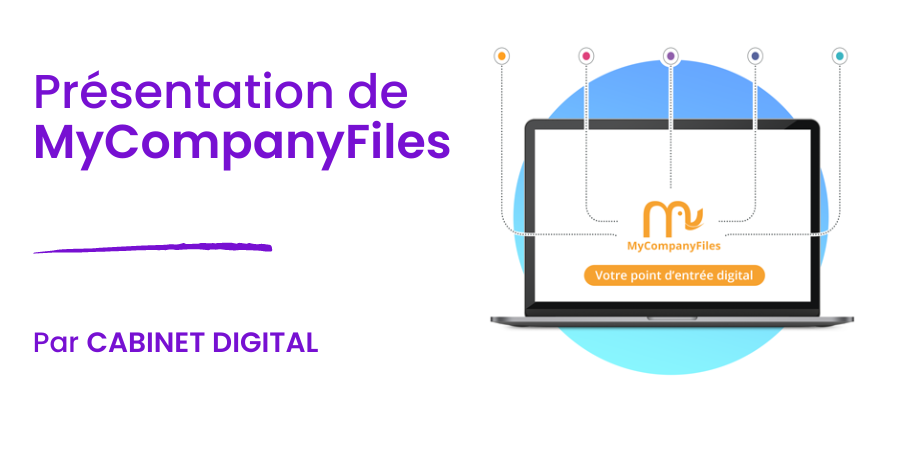 Présentation de
MyCompanyFiles
Par CABINET DIGITAL
MyCompanyFiles
Votre point d'entrée digital